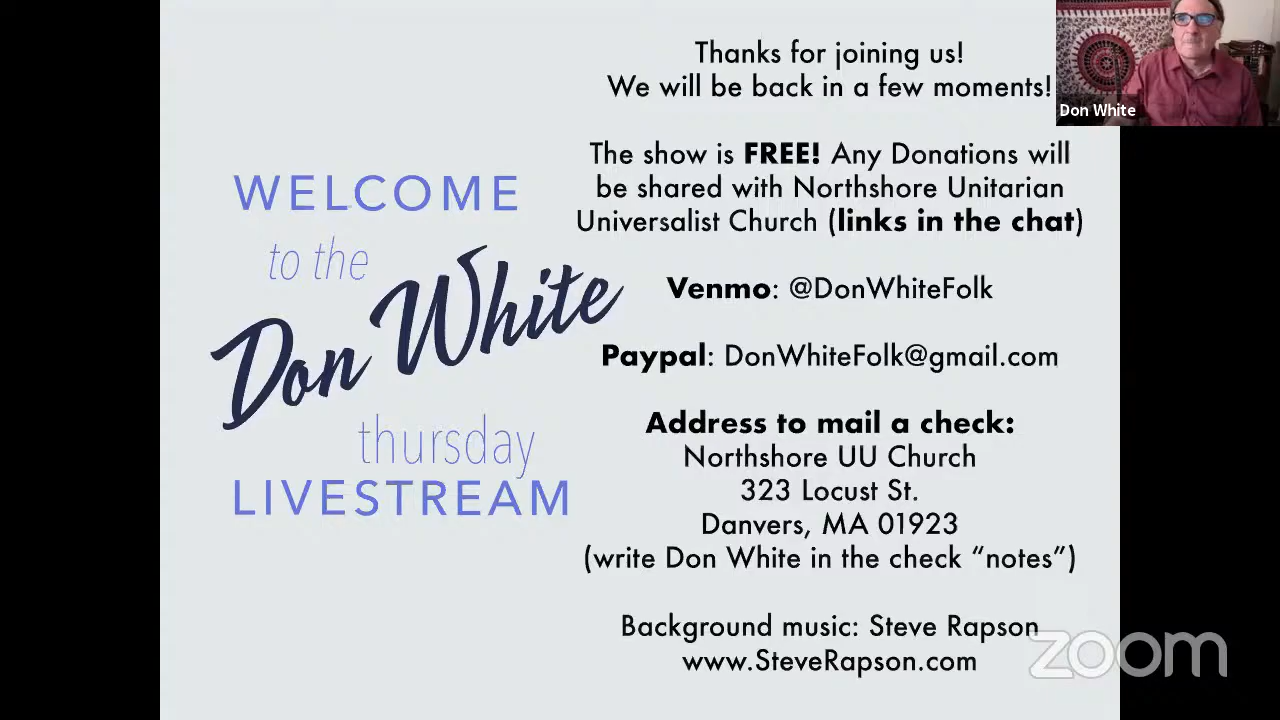 WELCOME
to the
Don White
thursday
LIVESTREAM
Thanks for joining us!
We will be back in a few moments!
The show is FREE! Any Donations will
be shared with Northshore Unitarian
Universalist Church (links in the chat)
Venmo: @DonWhiteFolk
Paypal: DonWhiteFolk@gmail.com
Address to mail a check:
Northshore UU Church
323 Locust St.
Danvers, MA 01923
(write Don White in the check “notes”)
Background music: Steve Rapson
www.SteveRapson.com
Don White
zoom